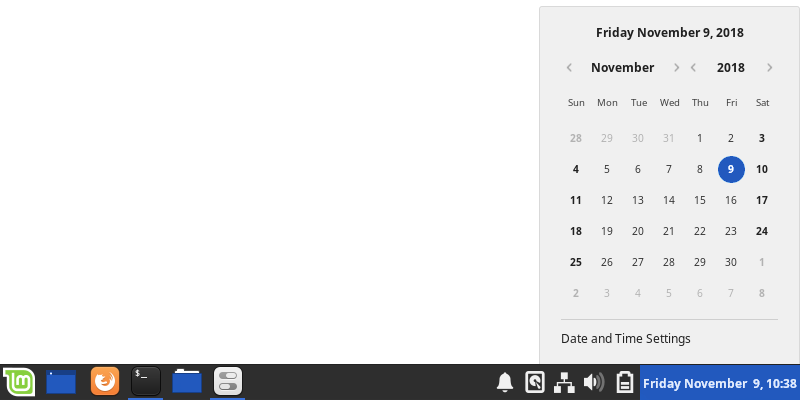 Friday November 9, 2018
November 2018
Sun Mon Tue Wed Thu Fri Sat
28 29 30 31 1 2 3
4 5 6 7 8 9 10
11 12 13 14 15 16 17
18 19 20 21 22 23 24
25 26 27 28 29 30 1
2 3 4 5 6 7 8
Date and Time Settings
$_ Friday November 9, 10:38